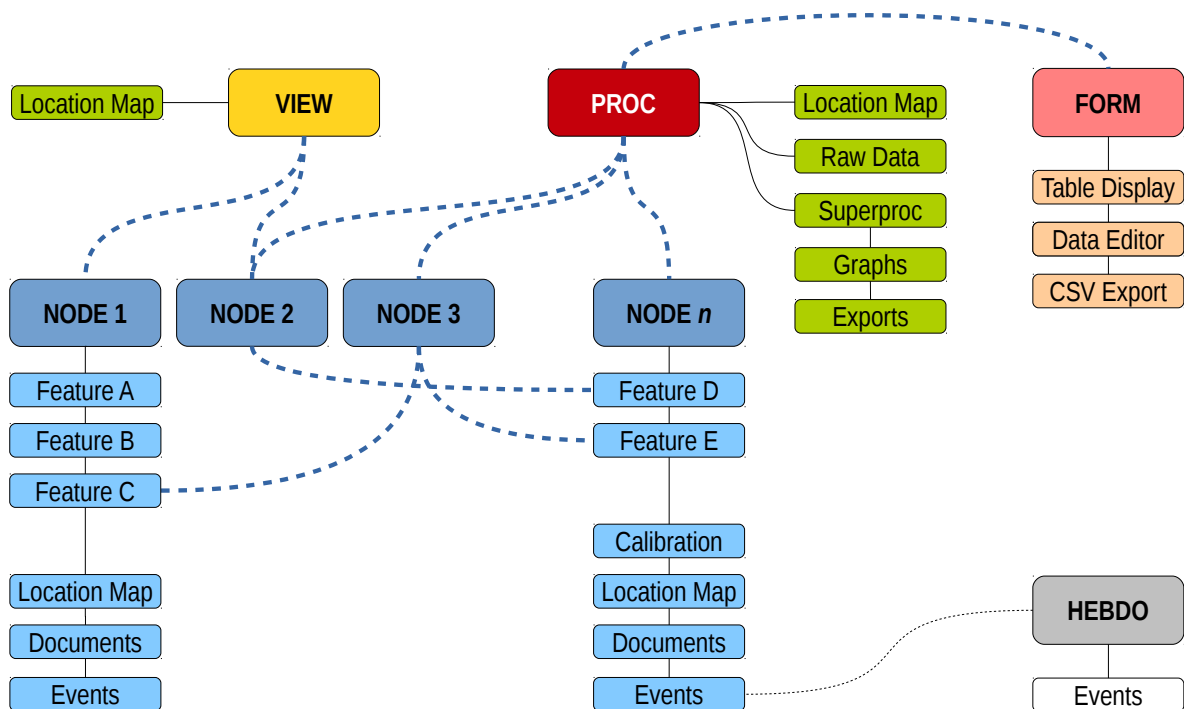 Location Map
VIEW
PROC
Location Map
FORM
Raw Data
Table Display
Superproc
Data Editor
Graphs
CSV Export
Exports
NODE 1
NODE 2
NODE 3
NODE n
Feature A
Feature D
Feature B
Feature E
Feature C
Calibration
Location Map
Location Map
HEBDO
Documents
Documents
Events
Events
Events